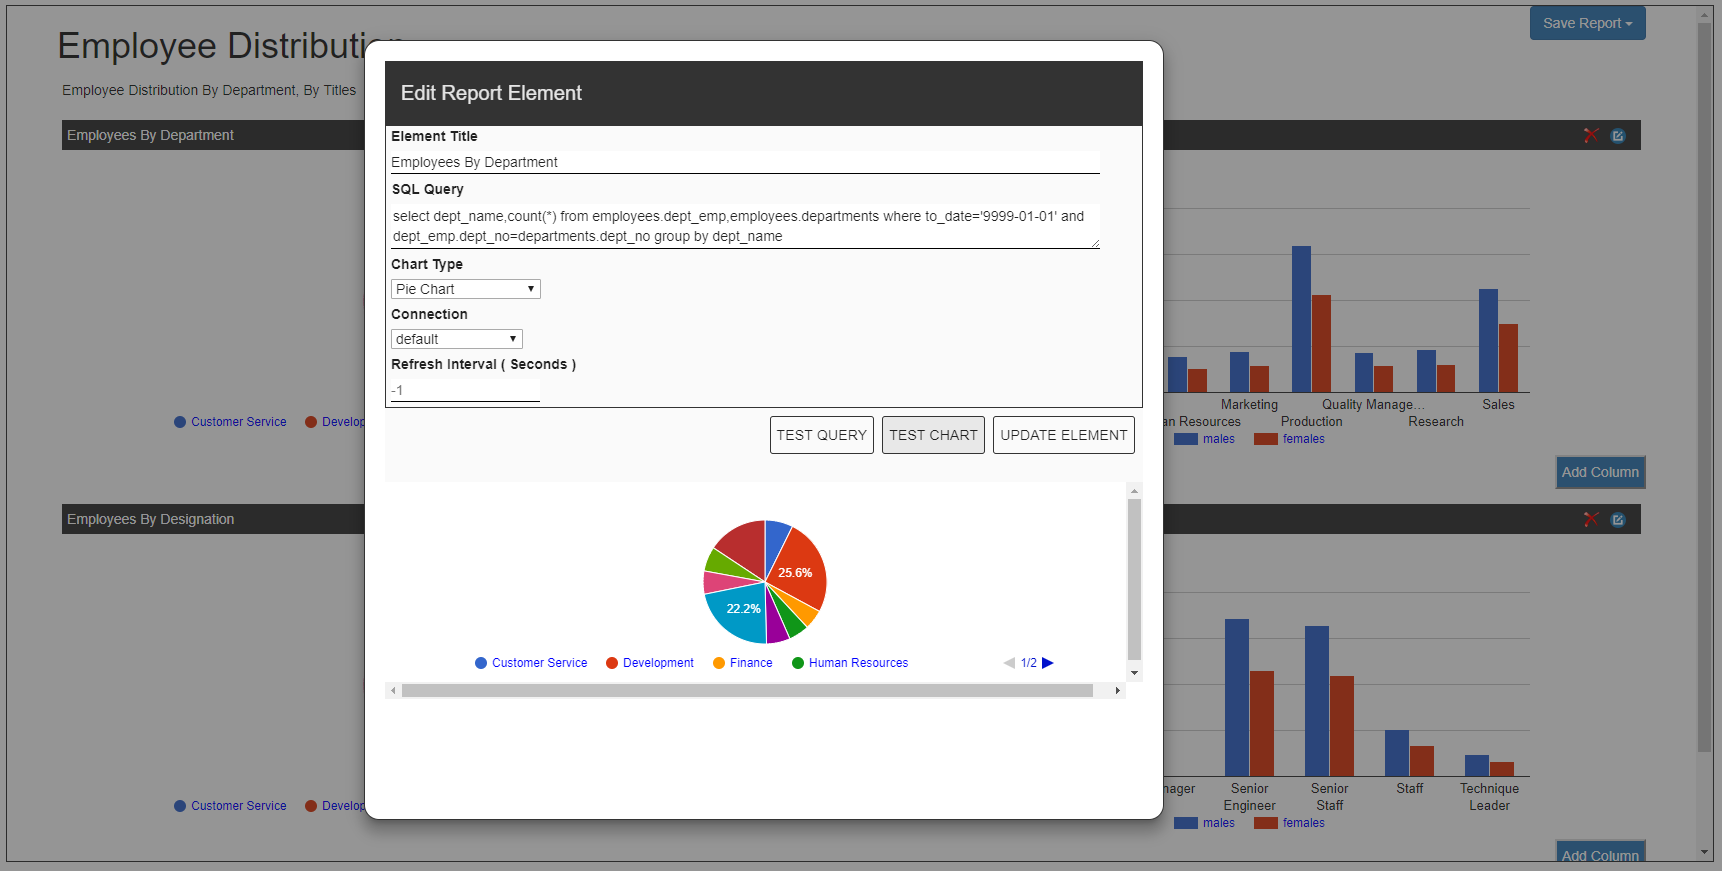 Save Report
Employee Distribution
Employee Distribution By Department, By Titles
Employees By Department
Edit Report Element
Element Title
Employees By Department
SQL Query
select dept_name,count(*) from employees.dept_emp,employees.departments where to_date='9999-01-01' and
dept_emp.dept_no=departments.dept_no group by dept_name
Chart Type
Pie Chart
Connection
default
Refresh Interval ( Seconds )
-1
TEST QUERY TEST CHART UPDATE ELEMENT
25.6%
22.2%
Customer Service Development Finance Human Resources 1/2
Customer Service Develop
Marketing Quality Manage... Sales
an Resources Production Research
males females
Add Column
Employees By Designation
Customer Service Develop
nager Senior Engineer Senior Staff Staff Technique Leader
males females
Add Column